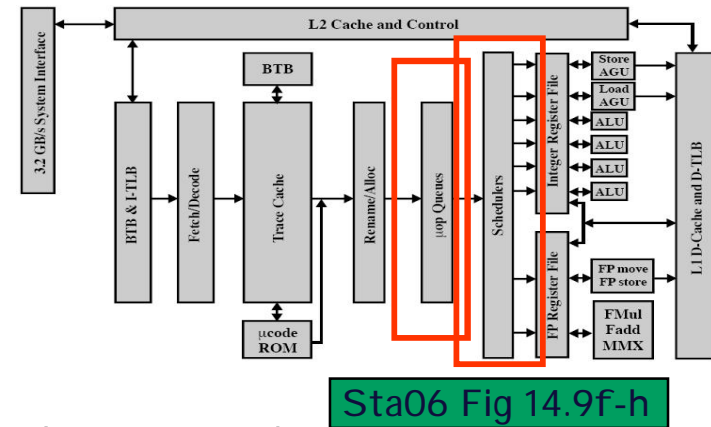 L2 Cache and Control
3.2 GB/s System Interface
BTB & I-TLB
Fetch/Decode
BTB
Trace Cache
μcode
ROM
Rename/Alloc
μop Queues
Schedulers
Integer Register File
FP Register File
Store
AGU
Load
AGU
ALU
ALU
ALU
ALU
FP move
FP store
FMul
Fadd
MMX
L1 D-Cache and D-TLB
Sta06 Fig 14.9f-h